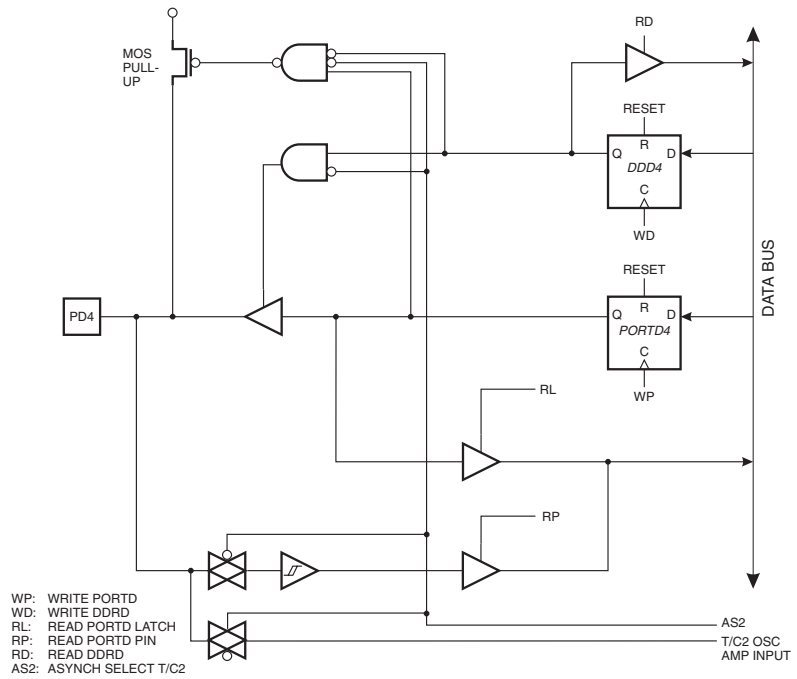 RD
MOS
PULL-
UP
RESET
R
Q
D
DDD4
C
WD
RESET
R
PD4
Q
D
PORTD4
C
WP
DATA BUS
RL
RP
WP: WRITE PORTD
WD: WRITE DDRD
RL: READ PORTD LATCH
RP: READ PORTD PIN
RD: READ DDRD
AS2: ASYNCH SELECT T/C2
AS2
T/C2 OSC
AMP INPUT